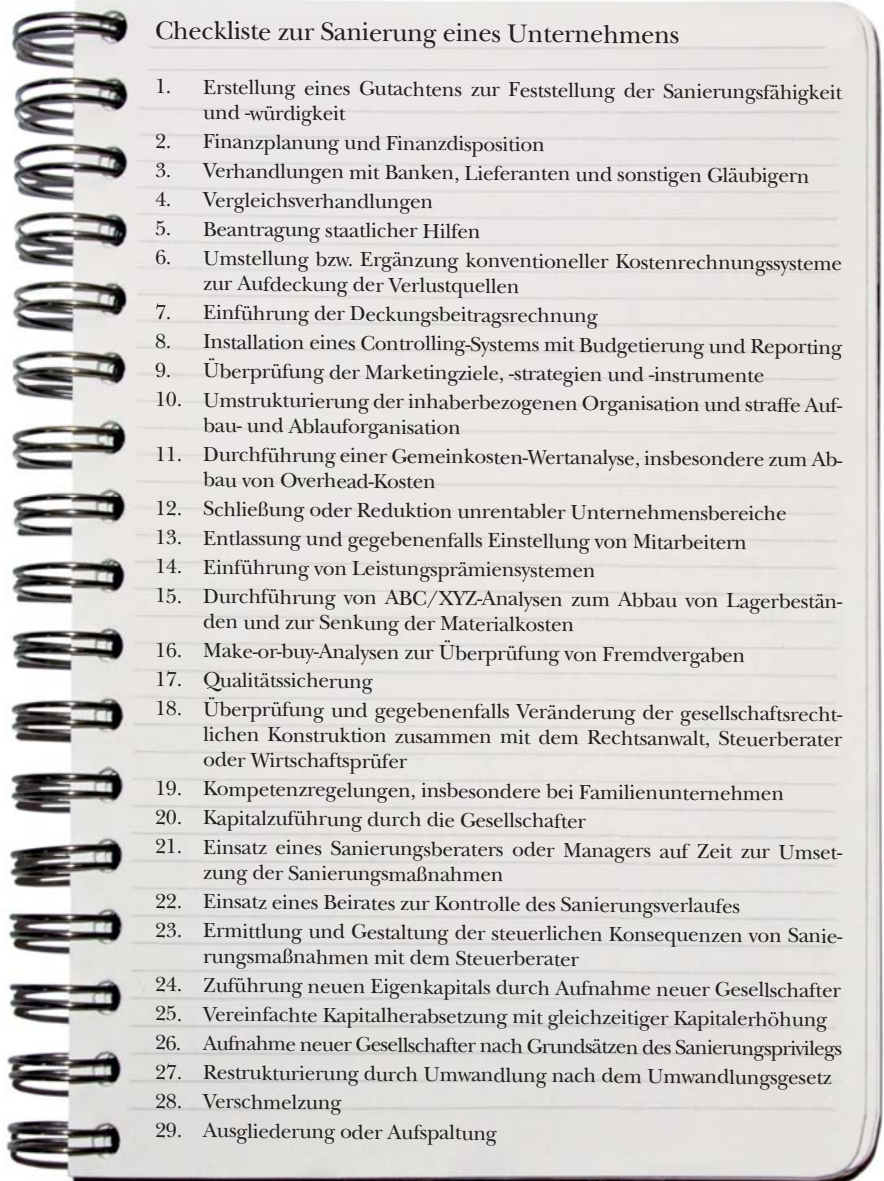 Checkliste zur Sanierung eines Unternehmens
1. Erstellung eines Gutachtens zur Feststellung der Sanierungsfähigkeit
und -würdigkeit
2. Finanzplanung und Finanzdisposition
3. Verhandlungen mit Banken, Lieferanten und sonstigen Gläubigern
4. Vergleichsverhandlungen
5. Beantragung staatlicher Hilfen
6. Umstellung bzw. Ergänzung konventioneller Kostenrechnungssysteme
zur Aufdeckung der Verlustquellen
7. Einführung der Deckungsbeitragsrechnung
8. Installation eines Controlling-Systems mit Budgetierung und Reporting
9. Überprüfung der Marketingziele, -strategien und -instrumente
10. Umstrukturierung der inhaberbezogenen Organisation und straffe Auf-
bau- und Ablauforganisation
11. Durchführung einer Gemeinkosten-Wertanalyse, insbesondere zum Ab-
bau von Overhead-Kosten
12. Schließung oder Reduktion unrentabler Unternehmensbereiche
13. Entlassung und gegebenenfalls Einstellung von Mitarbeitern
14. Einführung von Leistungsprämiensystemen
15. Durchführung von ABC/XYZ-Analysen zum Abbau von Lagerbestän-
den und zur Senkung der Materialkosten
16. Make-or-buy-Analysen zur Überprüfung von Fremdvergaben
17. Qualitätssicherung
18. Überprüfung und gegebenenfalls Veränderung der gesellschaftsrecht-
lichen Konstruktion zusammen mit dem Rechtsanwalt, Steuerberater
oder Wirtschaftsprüfer
19. Kompetenzregelungen, insbesondere bei Familienunternehmen
20. Kapitalzuführung durch die Gesellschafter
21. Einsatz eines Sanierungsberaters oder Managers auf Zeit zur Umset-
zung der Sanierungsmaßnahmen
22. Einsatz eines Beirates zur Kontrolle des Sanierungsverlaufes
23. Ermittlung und Gestaltung der steuerlichen Konsequenzen von Sanie-
rungsmaßnahmen mit dem Steuerberater
24. Zuführung neuen Eigenkapitals durch Aufnahme neuer Gesellschafter
25. Vereinfachte Kapitalherabsetzung mit gleichzeitiger Kapitalerhöhung
26. Aufnahme neuer Gesellschafter nach Grundsätzen des Sanierungsprivilegs
27. Restrukturierung durch Umwandlung nach dem Umwandlungsgesetz
28. Verschmelzung
29. Ausgliederung oder Aufspaltung